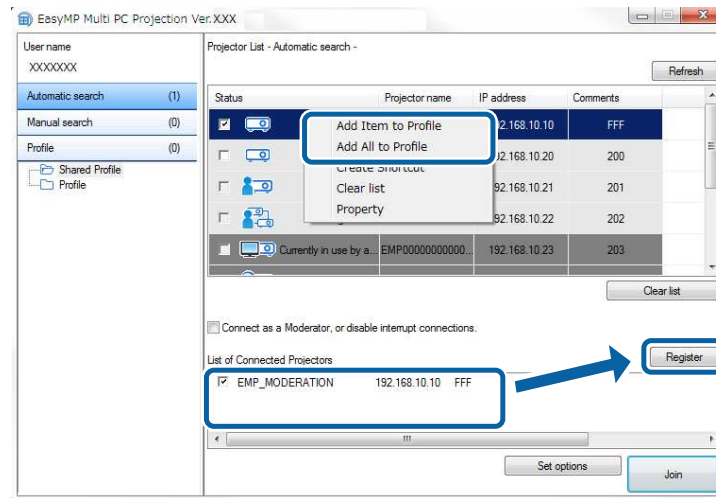 EasyMP Multi PC Projection Ver.XXX
User name
XXXXXXX
Automatic search (1)
Manual search (0)
Profile (0)
Shared Profile
Profile
Projector List - Automatic search -
Refresh
Status Projector name IP address Comments
Add Item to Profile
Add All to Profile
Create Shortcut
Clear list
Property
02.168.10.10 FFF
92.168.10.20 200
92.168.10.21 201
92.168.10.22 202
Currently in use by a... EMP00000000000... 192.168.10.23 203
Clear list
Connect as a Moderator, or disable interrupt connections.
List of Connected Projectors
Register
EMP_MODERATION 192.168.10.10 FFF
Set options
Join